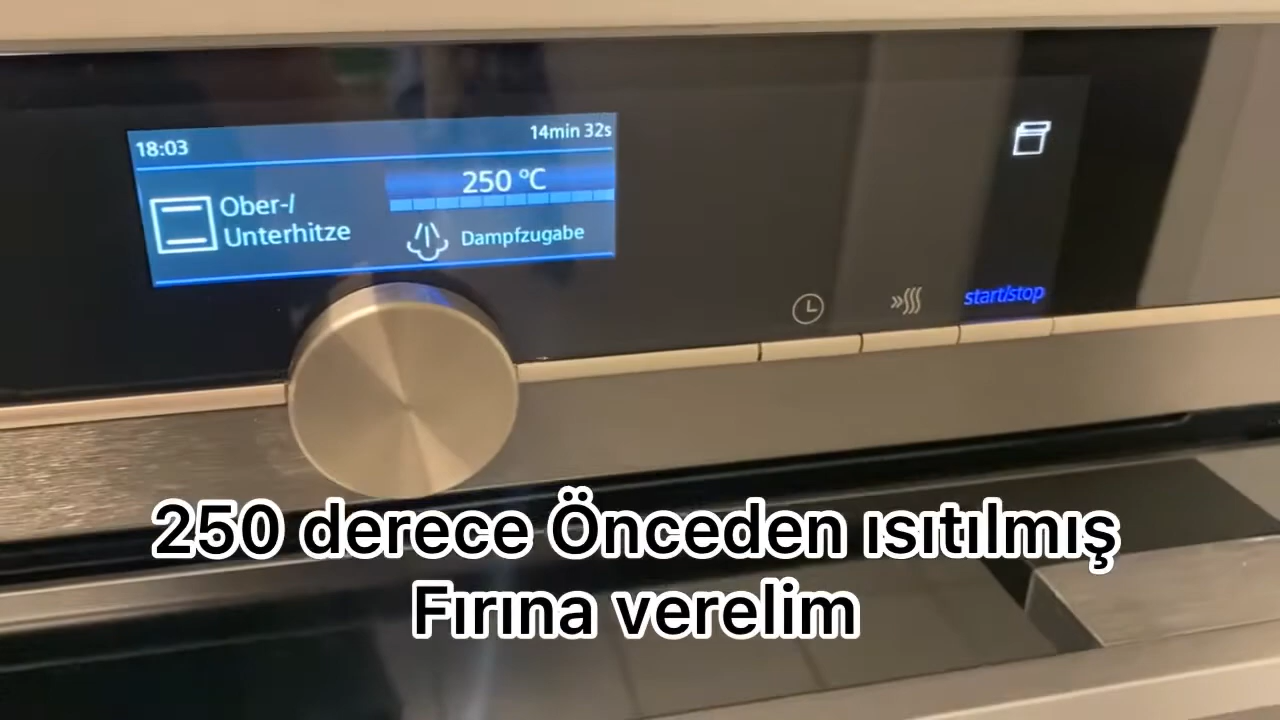 18:03
14min 32s
250 °C
Ober-/
Unterhitze
Dampfzugabe
start/stop
250 derece Önceden ısıtılmış
Fırına verelim